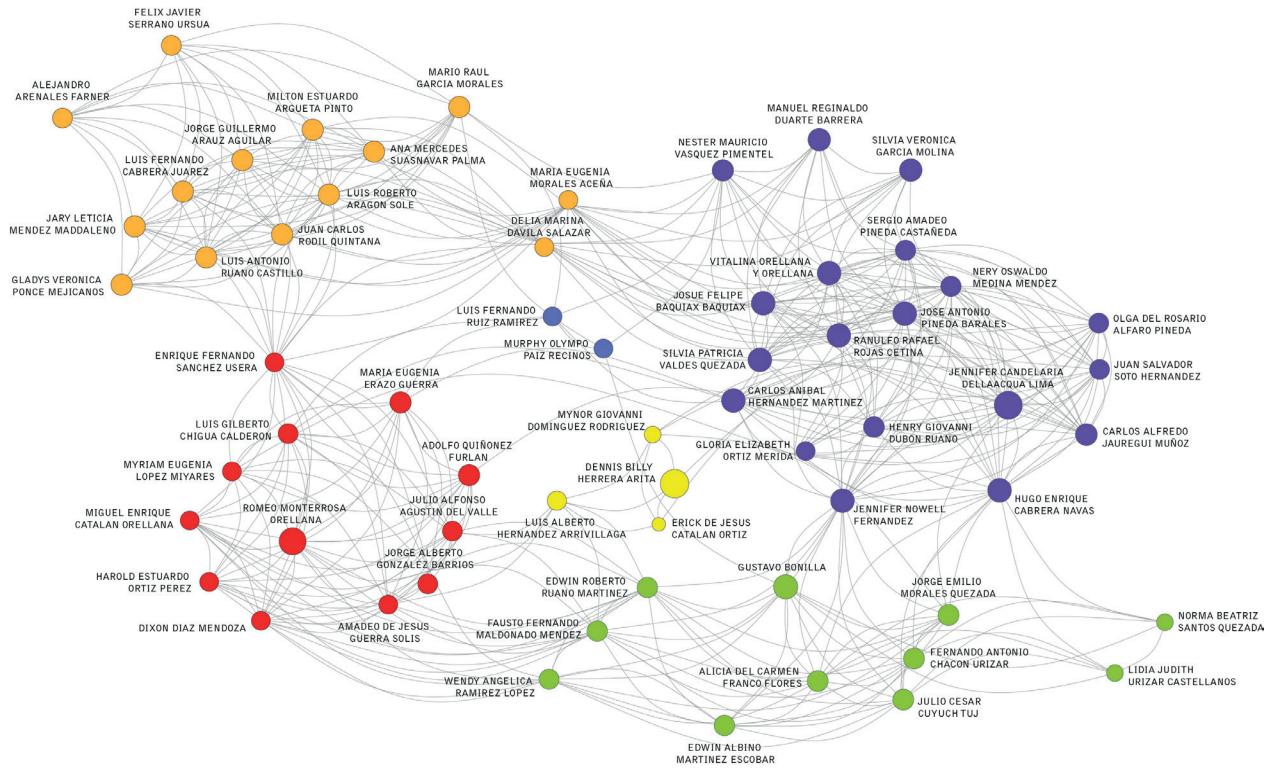 FELIX JAVIER
SERRANO URSUA
ALEJANDRO
ARENALES FARNER
MARIO RAUL
GARCIA MORALES
MILTON ESTUARDO
ARGUETA PINTO
JORGE GUILLERMO
ARAUZ AGUILAR
ANA MERCEDES
SUASNAVAR PALMA
LUIS FERNANDO
CABRERA JUAREZ
LUIS ROBERTO
ARAGON SOLE
JARY LETICIA
MENDEZ MADDALENO
JUAN CARLOS
RODIL QUINTANA
LUIS ANTONIO
RUANO CASTILLO
GLADYS VERONICA
PONCE MEJICANOS
MARIA EUGENIA
MORALES ACEÑA
DELIA MARINA
DAVILA SALAZAR
MANUEL REGINALDO
DUARTE BARRERA
NESTER MAURICIO
VASQUEZ PIMENTEL
SILVIA VERONICA
GARCIA MOLINA
SERGIO AMADEO
PINEDA CASTAÑEDA
VITALINA ORELLANA
Y ORELLANA
NERY OSWALDO
MEDINA MENDEZ
JOSUE FELIPE
BAQUIAX BAQUIAX
JOSE ANTONIO
PINEDA BARALES
OLGA DEL ROSARIO
ALFARO PINEDA
RANULFO RAFAEL
ROJAS CETINA
SILVIA PATRICIA
VALDES QUEZADA
JUAN SALVADOR
SOTO HERNANDEZ
JENNIFER CANDELARIA
DELLAACQUA LIMA
CARLOS ANIBAL
HERNANDEZ MARTINEZ
HENRY GIOVANNI
DUBÓN RUANO
CARLOS ALFREDO
JAUREGUI MUÑOZ
GLORIA ELIZABETH
ORTIZ MERIDA
JENNIFER NOWELL
FERNANDEZ
HUGO ENRIQUE
CABRERA NAVAS
LUIS FERNANDO
RUIZ RAMIREZ
MURPHY OLYMPO
PAIZ RECINOS
ENRIQUE FERNANDO
SANCHEZ USERA
MARIA EUGENIA
ERAZO GUERRA
LUIS GILBERTO
CHIGUA CALDERON
ADOLFO QUIÑONEZ
FURLAN
MYRIAM EUGENIA
LOPEZ MIYARES
JULIO ALFONSO
AGUSTIN DEL VALLE
MIGUEL ENRIQUE
CATALAN ORELLANA
ROMEO MONTERROSA
ORELLANA
JORGE ALBERTO
GONZALEZ BARRIOS
HAROLD ESTUARDO
ORTIZ PEREZ
AMADEO DE JESUS
GUERRA SOLIS
DIXON DIAZ MENDOZA
MYNOR GIOVANNI
DOMINGUEZ RODRIGUEZ
DENNIS BILLY
HERRERA ARITA
LUIS ALBERTO
HERNANDEZ ARRIVILLAGA
ERICK DE JESUS
CATALAN ORTIZ
EDWIN ROBERTO
RUANO MARTINEZ
GUSTAVO BONILLA
JORGE EMILIO
MORALES QUEZADA
FAUSTO FERNANDO
MALDONADO MENDEZ
NORMA BEATRIZ
SANTOS QUEZADA
FERNANDO ANTONIO
CHACON URIZAR
WENDY ANGELICA
RAMIREZ LOPEZ
ALICIA DEL CARMEN
FRANCO FLORES
LIDIA JUDITH
URIZAR CASTELLANOS
JULIO CESAR
CUYUCH TUJ
EDWIN ALBINO
MARTINEZ ESCOBAR